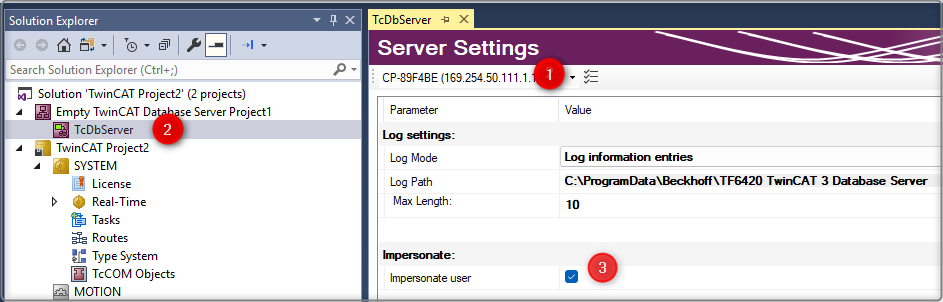 Solution Explorer
Search Solution Explorer (Ctrl+;)
Solution 'TwinCAT Project2' (2 projects)
Empty TwinCAT Database Server Project1
TcDbServer 2
TwinCAT Project2
SYSTEM
License
Real-Time
Tasks
Routes
Type System
TcCOM Objects
MOTION
TcDbServer
Server Settings
CP-89F4BE (169.254.50.111.1. 1
Parameter Value
Log settings:
Log Mode Log information entries
Log Path C:\ProgramData\Beckhoff\TF6420 TwinCAT 3 Database Server
Max Length: 10
Impersonate:
Impersonate user 3